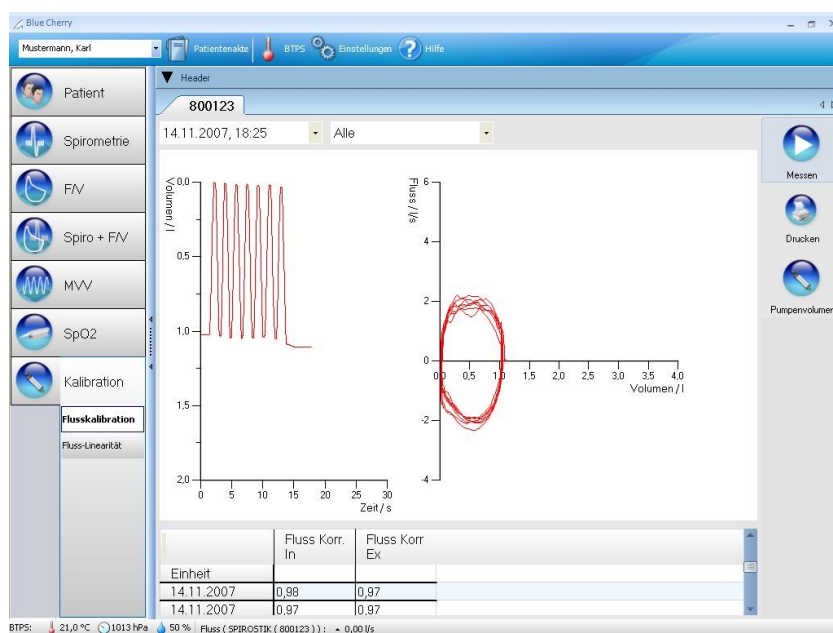 Blue Cherry
Mustermann, Karl
Patientenakte
BTPS
Einstellungen
Hilfe
Patient
Spirometrie
F/V
Spiro + F/V
MVV
SpO2
Kalibration
Flusskalibration
Fluss-Linearität
Header
800123
14.11.2007, 18:25
Alle
Volumen / l
0,0
0,5
1,0
1,5
2,0
0 5 10 15 20 25 30
Zeit / s
Fluss / l/s
6
4
2
0
-2
-4
0,0 0,5 1,0 1,5 2,0 2,5 3,0 3,5 4,0
Volumen / l
Messen
Drucken
Pumpenvolumen
Fluss Korr. In
Fluss Korr Ex
Einheit
14.11.2007 0,98 0,97
14.11.2007 0,97 0,97
BTPS: 21,0 °C 1013 hPa 50 % Fluss ( SPIROSTIK ( 800123 ) ) : 0,00 l/s